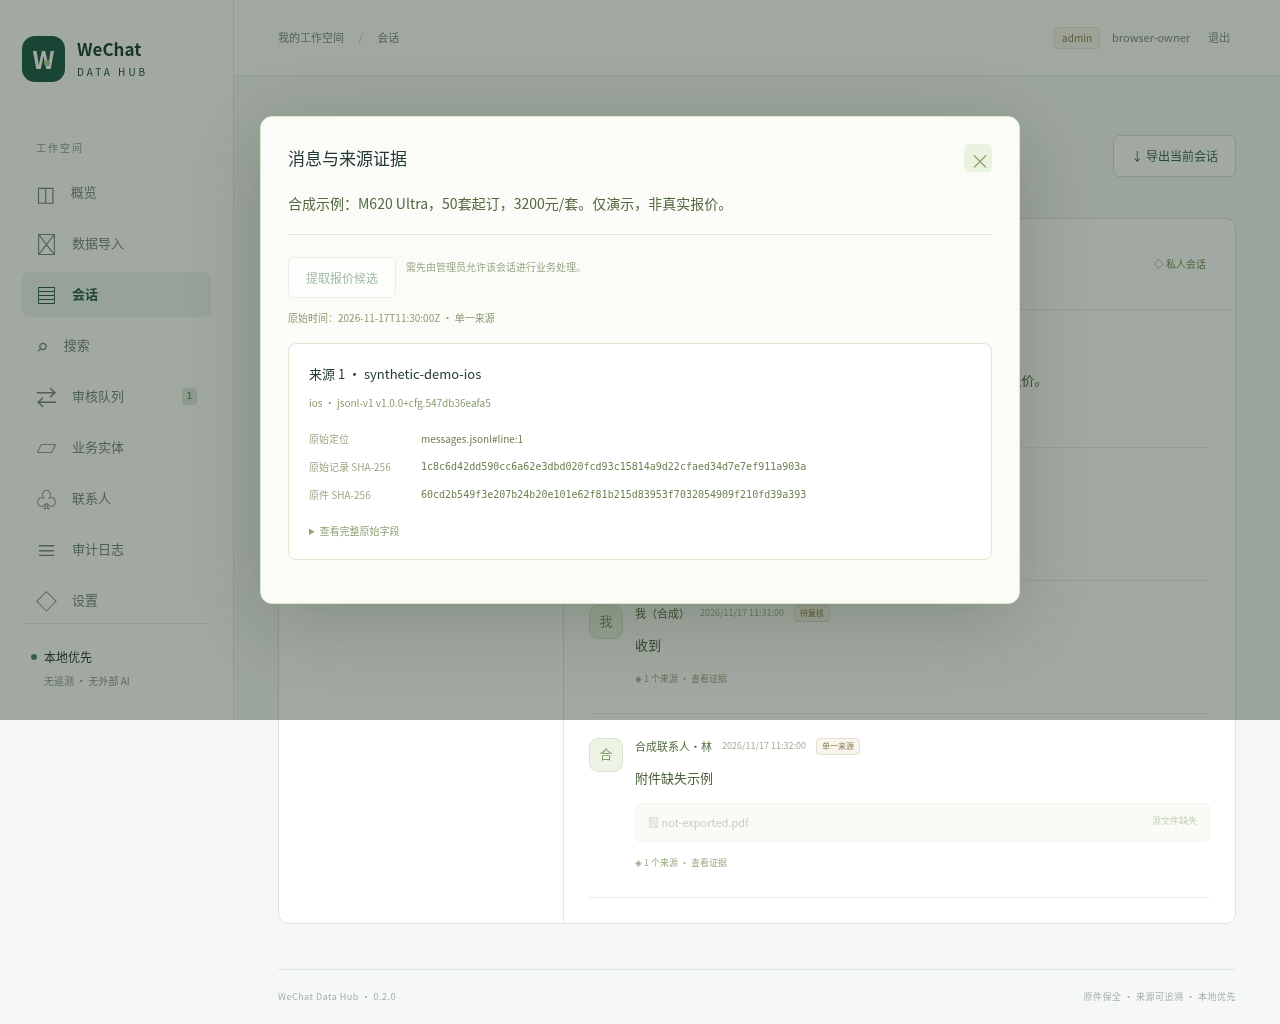 W
WeChat
DATA HUB
我的工作空间 / 会话
admin browser-owner 退出
工作空间
概览
数据导入
会话
搜索
审核队列 1
业务实体
联系人
审计日志
设置
本地优先
无遥测 · 无外部 AI
↓ 导出当前会话
◇ 私人会话
消息与来源证据
合成示例：M620 Ultra，50套起订，3200元/套。仅演示，非真实报价。
提取报价候选 需先由管理员允许该会话进行业务处理。
原始时间：2026-11-17T11:30:00Z · 单一来源
来源 1 · synthetic-demo-ios
ios · jsonl-v1 v1.0.0+cfg.547db36eafa5
原始定位 messages.jsonl#line:1
原始记录 SHA-256 1c8c6d42dd590cc6a62e3dbd020fcd93c15814a9d22cfaed34d7e7ef911a903a
原件 SHA-256 60cd2b549f3e207b24b20e101e62f81b215d83953f7032054909f210fd39a393
▶ 查看完整原始字段
价。
我 我（合成） 2026/11/17 11:31:00 待复核
收到
◈ 1 个来源 · 查看证据
合 合成联系人·林 2026/11/17 11:32:00 单一来源
附件缺失示例
not-exported.pdf 源文件缺失
◈ 1 个来源 · 查看证据
WeChat Data Hub · 0.2.0
原件保全 · 来源可追溯 · 本地优先